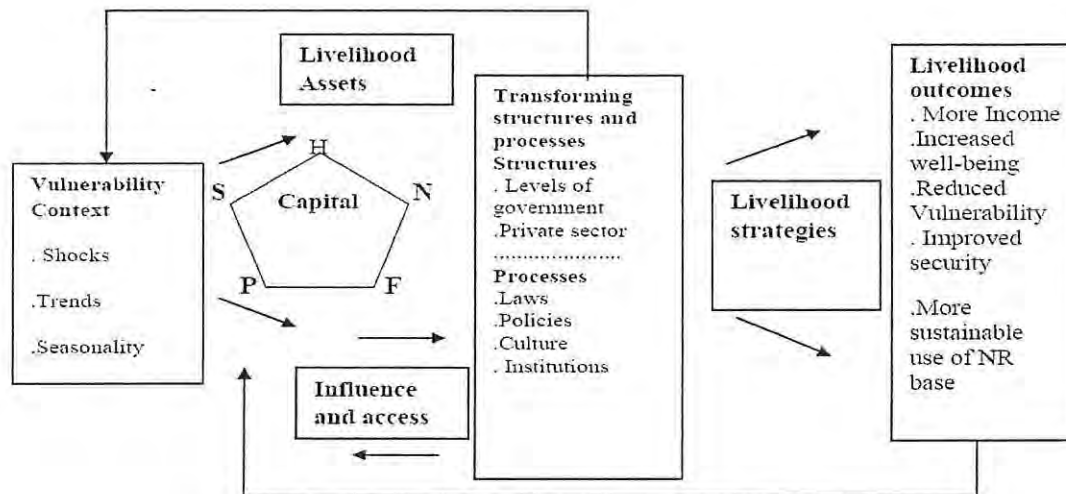 Livelihood
Assets
Vulnerability
Context
. Shocks
.Trends
.Seasonality
H
S
N
Capital
P
F
Influence
and access
Transforming
structures and
processes
Structures
. Levels of
government
.Private sector
......................
Processes
.Laws
.Policies
.Culture
. Institutions
Livelihood
strategies
Livelihood
outcomes
. More Income
.Increased
well-being
.Reduced
Vulnerability
. Improved
security
.More
sustainable
use of NR
base